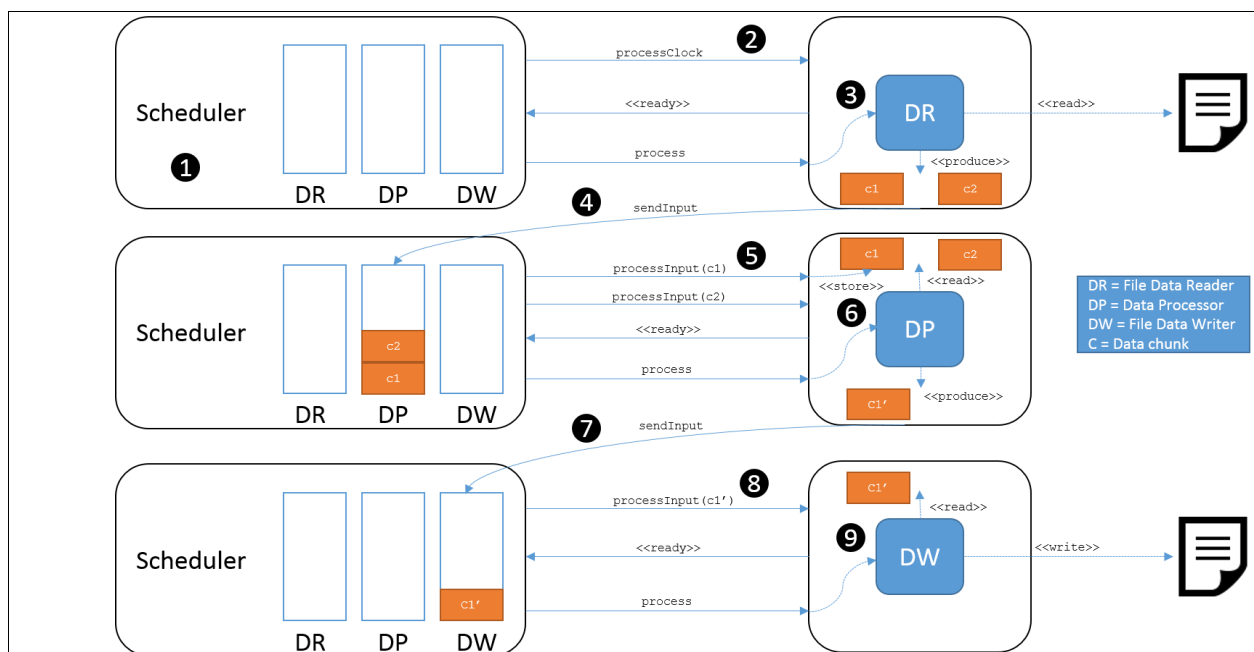 processClock
2
Scheduler
<<ready>>
3
DR
<<read>>
1
process
<<produce>>
DR DP DW
c1 c2
4
sendInput
processInput(c1)
5
c1 c2
<<store>>
<<read>>
processInput(c2)
DR = File Data Reader
DP = Data Processor
DW = File Data Writer
C = Data chunk
Scheduler
c2
<<ready>>
6
DP
c1
process
<<produce>>
DR DP DW
C1’
7
sendInput
processInput(c1’)
8
C1’
<<read>>
Scheduler
<<ready>>
9
DW
<<write>>
C1’
process
DR DP DW